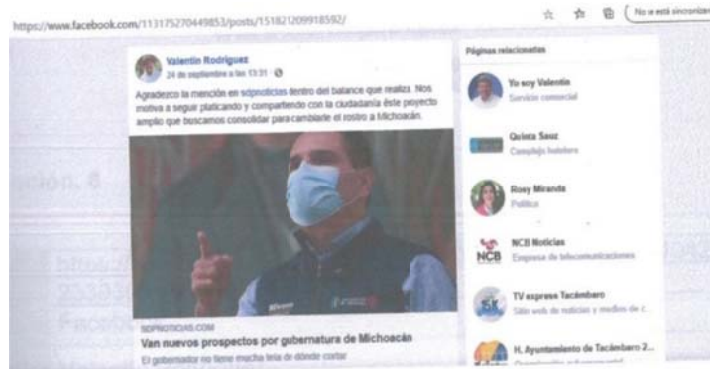 https://www.facebook.com/113175270449853/posts/151821209918592/
No se está sincronizan
Valentín Rodríguez
24 de septiembre a las 13:31
Agradezco la mención en sdpnoticias dentro del balance que realiza. Nos
motiva a seguir platicando y compartiendo con la ciudadanía éste proyecto
amplio que buscamos consolidar para cambiarle el rostro a Michoacán.
SDPNOTICIAS.COM
Van nuevos prospectos por gubernatura de Michoacán
El gobernador no tiene mucha tela de dónde cortar
Páginas relacionadas
Yo soy Valentín
Servicio comercial
Quinta Sauz
Complejo hotelero
Rosy Miranda
Política
NCB
NCB Noticias
Empresa de telecomunicaciones
TV express Tacámbaro
Sitio web de noticias y medios de c.
H. Ayuntamiento de Tacámbaro 2...